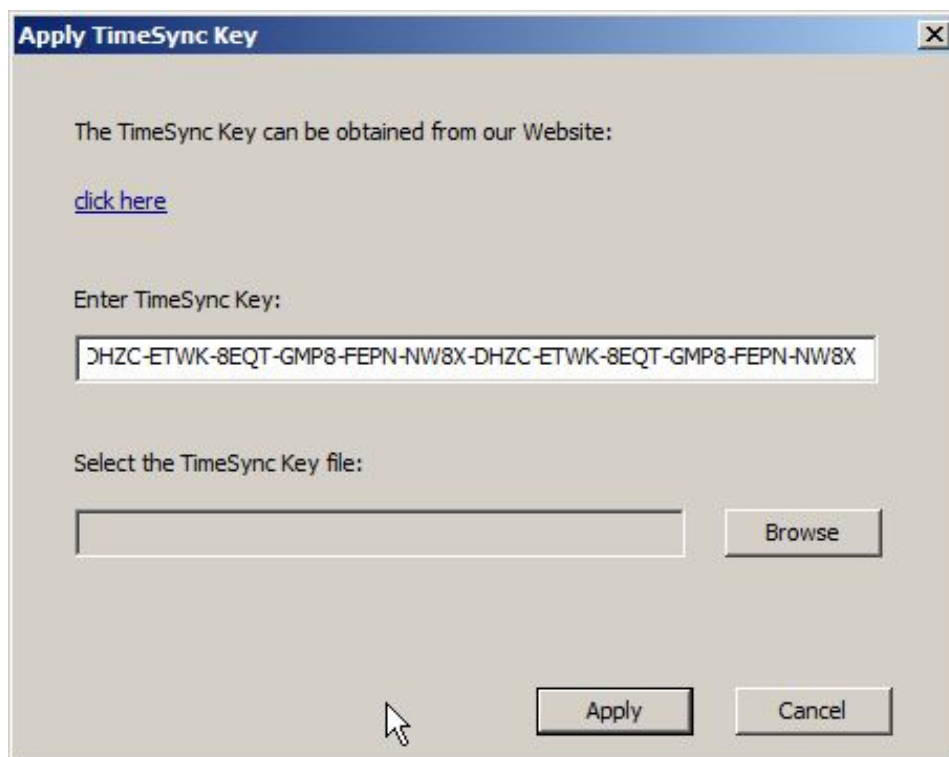 Apply TimeSync Key
The TimeSync Key can be obtained from our Website:
click here
Enter TimeSync Key:
DHZC-ETWK-8EQT-GMP8-FEPN-NW8X-DHZC-ETWK-8EQT-GMP8-FEPN-NW8X
Select the TimeSync Key file:
Browse
Apply Cancel